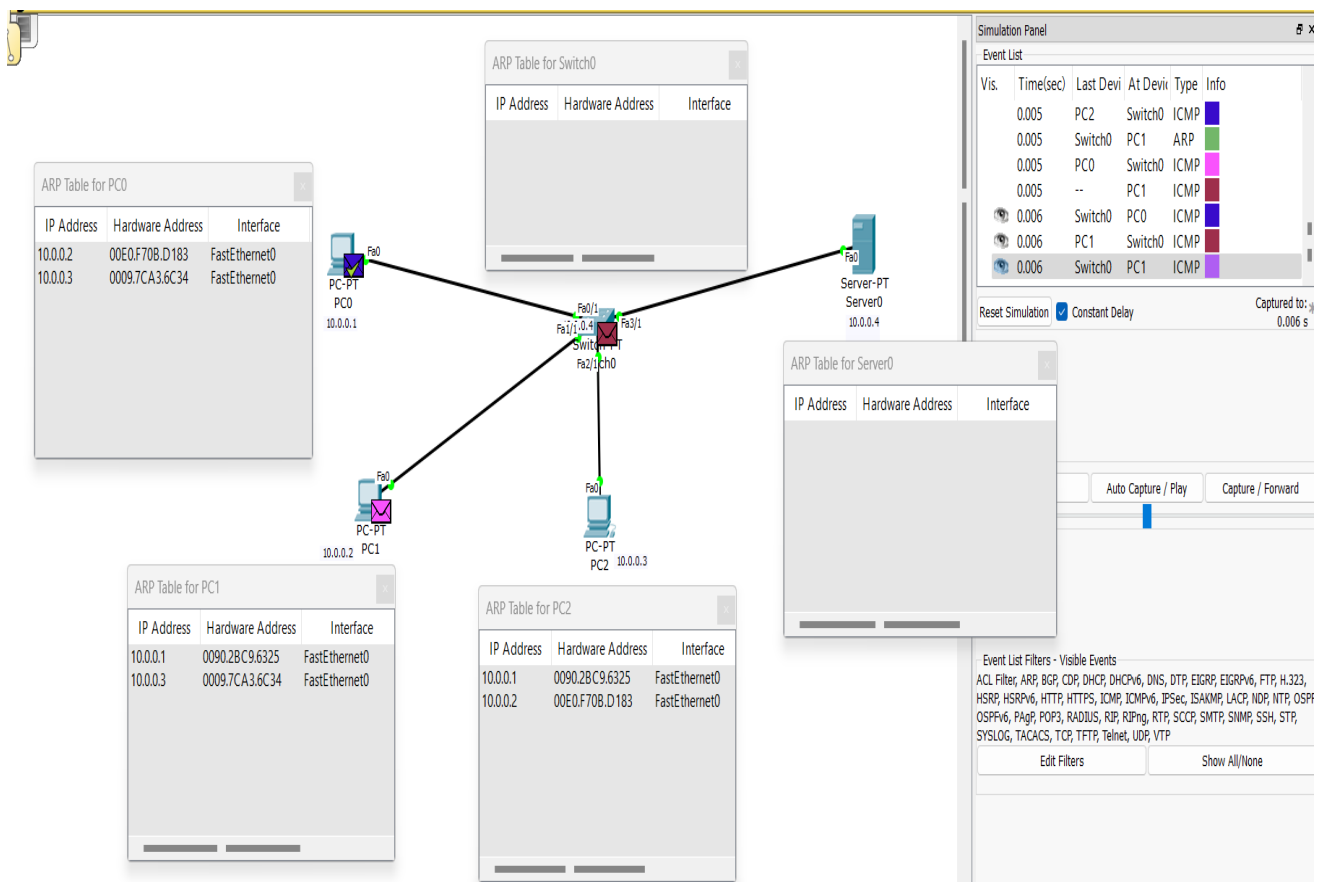 Simulation Panel
Event List
Vis. Time(sec) Last Devi At Devic Type Info
0.005 PC2 Switch0 ICMP
0.005 Switch0 PC1 ARP
0.005 PC0 Switch0 ICMP
0.005 -- PC1 ICMP
0.006 Switch0 PC0 ICMP
0.006 PC1 Switch0 ICMP
0.006 Switch0 PC1 ICMP
Reset Simulation Constant Delay
Captured to:
0.006 s
Auto Capture / Play Capture / Forward
Event List Filters - Visible Events
ACL Filter, ARP, BGP, CDP, DHCP, DHCPv6, DNS, DTP, EIGRP, EIGRPv6, FTP, H.323,
HSRP, HSRPv6, HTTP, HTTPS, ICMP, ICMPv6, IPSec, ISAKMP, LACP, NDP, NTP, OSPF
OSPFv6, PAgP, POP3, RADIUS, RIP, RIPng, RTP, SCCP, SMTP, SNMP, SSH, STP,
SYSLOG, TACACS, TCP, TFTP, Telnet, UDP, VTP
Edit Filters Show All/None
ARP Table for Switch0
IP Address Hardware Address Interface
ARP Table for PC0
IP Address Hardware Address Interface
10.0.0.2 00E0.F70B.D183 FastEthernet0
10.0.0.3 0009.7CA3.6C34 FastEthernet0
Fa0
PC-PT
PC0
10.0.0.1
Fa0
Server-PT
Server0
10.0.0.4
Fa0/1
Fa1/1 .0.4 Fa3/1
Fa2/1
ARP Table for Server0
IP Address Hardware Address Interface
Fa0
PC-PT
10.0.0.2 PC1
Fa0
PC-PT
PC2 10.0.0.3
ARP Table for PC1
IP Address Hardware Address Interface
10.0.0.1 0090.2BC9.6325 FastEthernet0
10.0.0.3 0009.7CA3.6C34 FastEthernet0
ARP Table for PC2
IP Address Hardware Address Interface
10.0.0.1 0090.2BC9.6325 FastEthernet0
10.0.0.2 00E0.F70B.D183 FastEthernet0